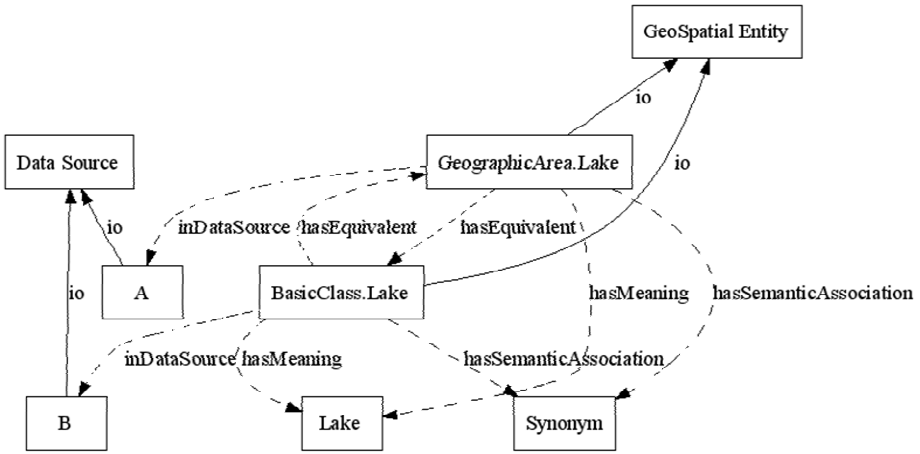 GeoSpatial Entity
io
Data Source
GeographicArea.Lake
io
io
inDataSource
hasEquivalent
hasEquivalent
A
BasicClass.Lake
io
hasMeaning
hasSemanticAssociation
inDataSource
hasMeaning
hasSemanticAssociation
B
Lake
Synonym